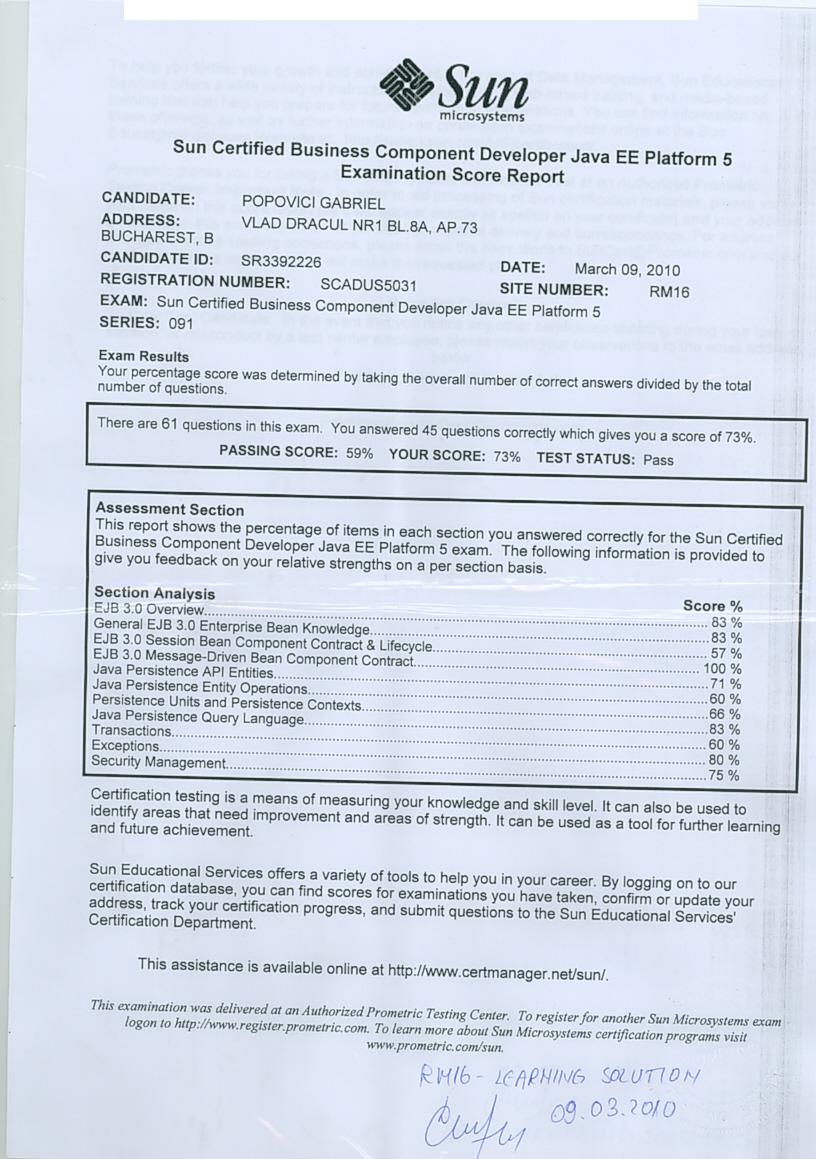 Sun
microsystems
Sun Certified Business Component Developer Java EE Platform 5
Examination Score Report
CANDIDATE: POPOVICI GABRIEL
ADDRESS: VLAD DRACUL NR1 BL.8A, AP.73
BUCHAREST, B
CANDIDATE ID: SR3392226 DATE: March 09, 2010
REGISTRATION NUMBER: SCADUS5031 SITE NUMBER: RM16
EXAM: Sun Certified Business Component Developer Java EE Platform 5
SERIES: 091
Exam Results
Your percentage score was determined by taking the overall number of correct answers divided by the total
number of questions.
There are 61 questions in this exam. You answered 45 questions correctly which gives you a score of 73%.
PASSING SCORE: 59% YOUR SCORE: 73% TEST STATUS: Pass
Assessment Section
This report shows the percentage of items in each section you answered correctly for the Sun Certified
Business Component Developer Java EE Platform 5 exam. The following information is provided to
give you feedback on your relative strengths on a per section basis.
Section Analysis Score %
EJB 3.0 Overview 83 %
General EJB 3.0 Enterprise Bean Knowledge 83 %
EJB 3.0 Session Bean Component Contract & Lifecycle 57 %
EJB 3.0 Message-Driven Bean Component Contract 100 %
Java Persistence API Entities 71 %
Java Persistence Entity Operations 60 %
Persistence Units and Persistence Contexts 66 %
Java Persistence Query Language 83 %
Transactions 60 %
Exceptions 80 %
Security Management 75 %
Certification testing is a means of measuring your knowledge and skill level. It can also be used to
identify areas that need improvement and areas of strength. It can be used as a tool for further learning
and future achievement.
Sun Educational Services offers a variety of tools to help you in your career. By logging on to our
certification database, you can find scores for examinations you have taken, confirm or update your
address, track your certification progress, and submit questions to the Sun Educational Services'
Certification Department.
This assistance is available online at http://www.certmanager.net/sun/.
This examination was delivered at an Authorized Prometric Testing Center. To register for another Sun Microsystems exam
logon to http://www.register.prometric.com. To learn more about Sun Microsystems certification programs visit
www.prometric.com/sun.
RM16 - LEARNING SOLUTION
09.03.2010